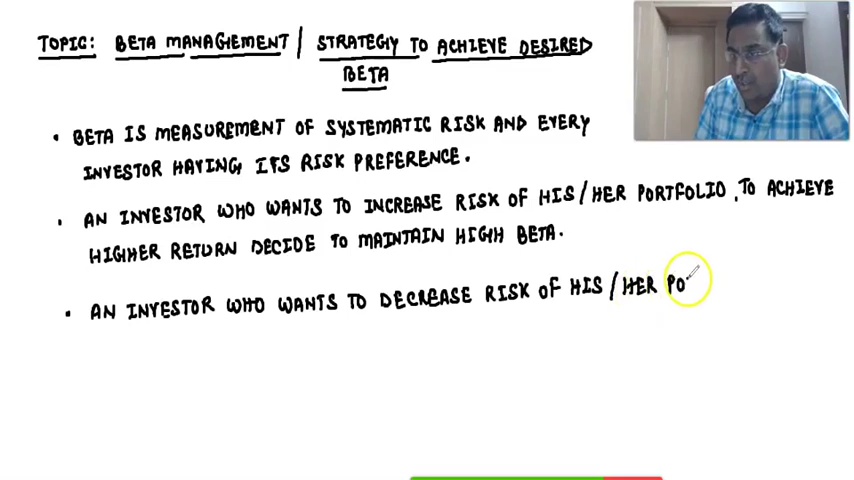 TOPIC: BETA MANAGEMENT / STRATEGY TO ACHIEVE DESIRED
BETA
• BETA IS MEASUREMENT OF SYSTEMATIC RISK AND EVERY
INVESTOR HAVING ITS RISK PREFERENCE.
• AN INVESTOR WHO WANTS TO INCREASE RISK OF HIS/HER PORTFOLIO, TO ACHIEVE
HIGHER RETURN DECIDE TO MAINTAIN HIGH BETA.
• AN INVESTOR WHO WANTS TO DECREASE RISK OF HIS/HER PO